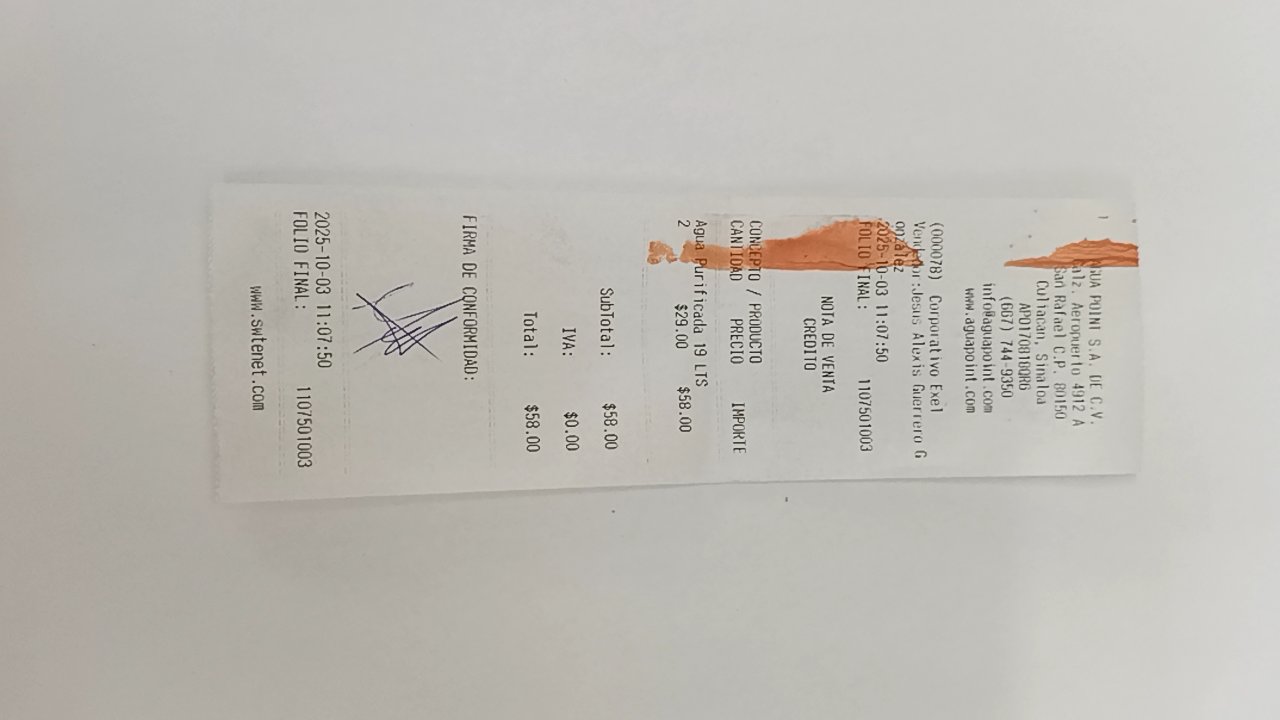 AGUA POINT S.A. DE C.V.
Calz. Aeropuerto 4912 A
San Rafael C.P. 80150
Culiacan, Sinaloa
APO170818QR6
(667) 744-9350
info@aguapoint.com
www.aguapoint.com
(000078) Corporativo Exel
Vendedor:Jesus Alexis Guerrero G
onzalez
2025-10-03 11:07:50
FOLIO FINAL: 1107501003
NOTA DE VENTA
CREDITO
CONCEPTO / PRODUCTO
CANTIDAD PRECIO IMPORTE
Agua Purificada 19 LTS
2 $29.00 $58.00
SubTotal: $58.00
IVA: $0.00
Total: $58.00
FIRMA DE CONFORMIDAD:
2025-10-03 11:07:50
FOLIO FINAL: 1107501003
www.swtenet.com